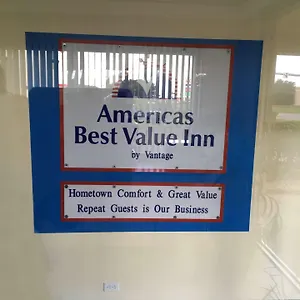 Americas
Best Value Inn
by Vantage
Hometown Comfort & Great Value
Repeat Guests is Our Business